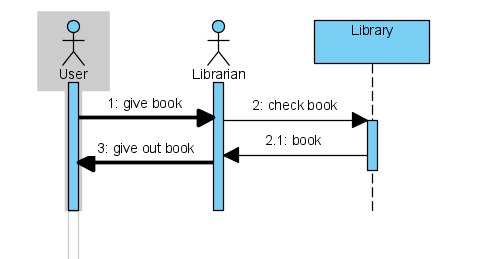 Library
User
Librarian
1: give book
2: check book
3: give out book
2.1: book